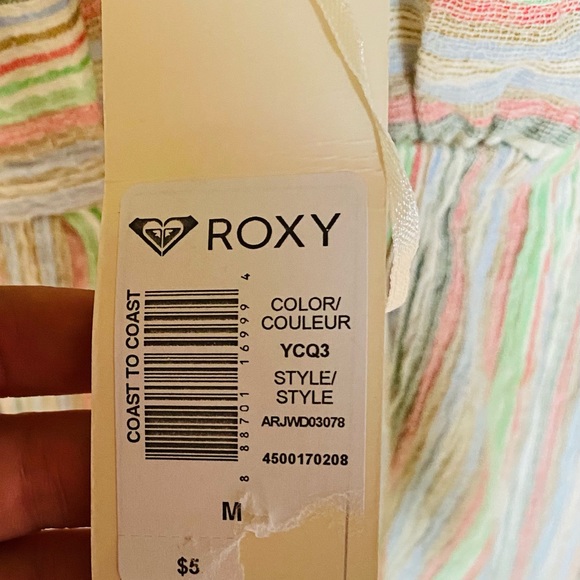 ROXY
COAST TO COAST
8 88701 16999 4
COLOR/
COULEUR
YCQ3
STYLE/
STYLE
ARJWD03078
4500170208
M
$5